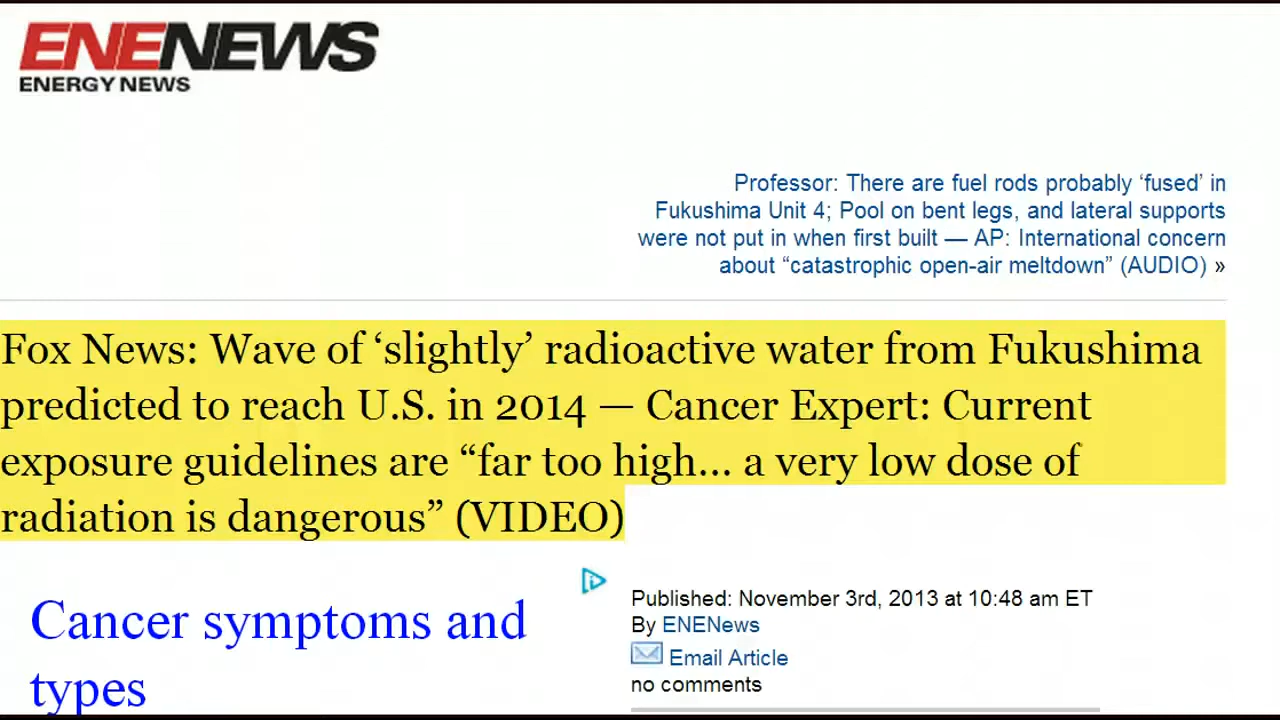 ENENEWS
ENERGY NEWS
Professor: There are fuel rods probably ‘fused’ in
Fukushima Unit 4; Pool on bent legs, and lateral supports
were not put in when first built — AP: International concern
about “catastrophic open-air meltdown” (AUDIO) »
Fox News: Wave of ‘slightly’ radioactive water from Fukushima
predicted to reach U.S. in 2014 — Cancer Expert: Current
exposure guidelines are “far too high... a very low dose of
radiation is dangerous” (VIDEO)
Cancer symptoms and
types
Published: November 3rd, 2013 at 10:48 am ET
By ENENews
Email Article
no comments